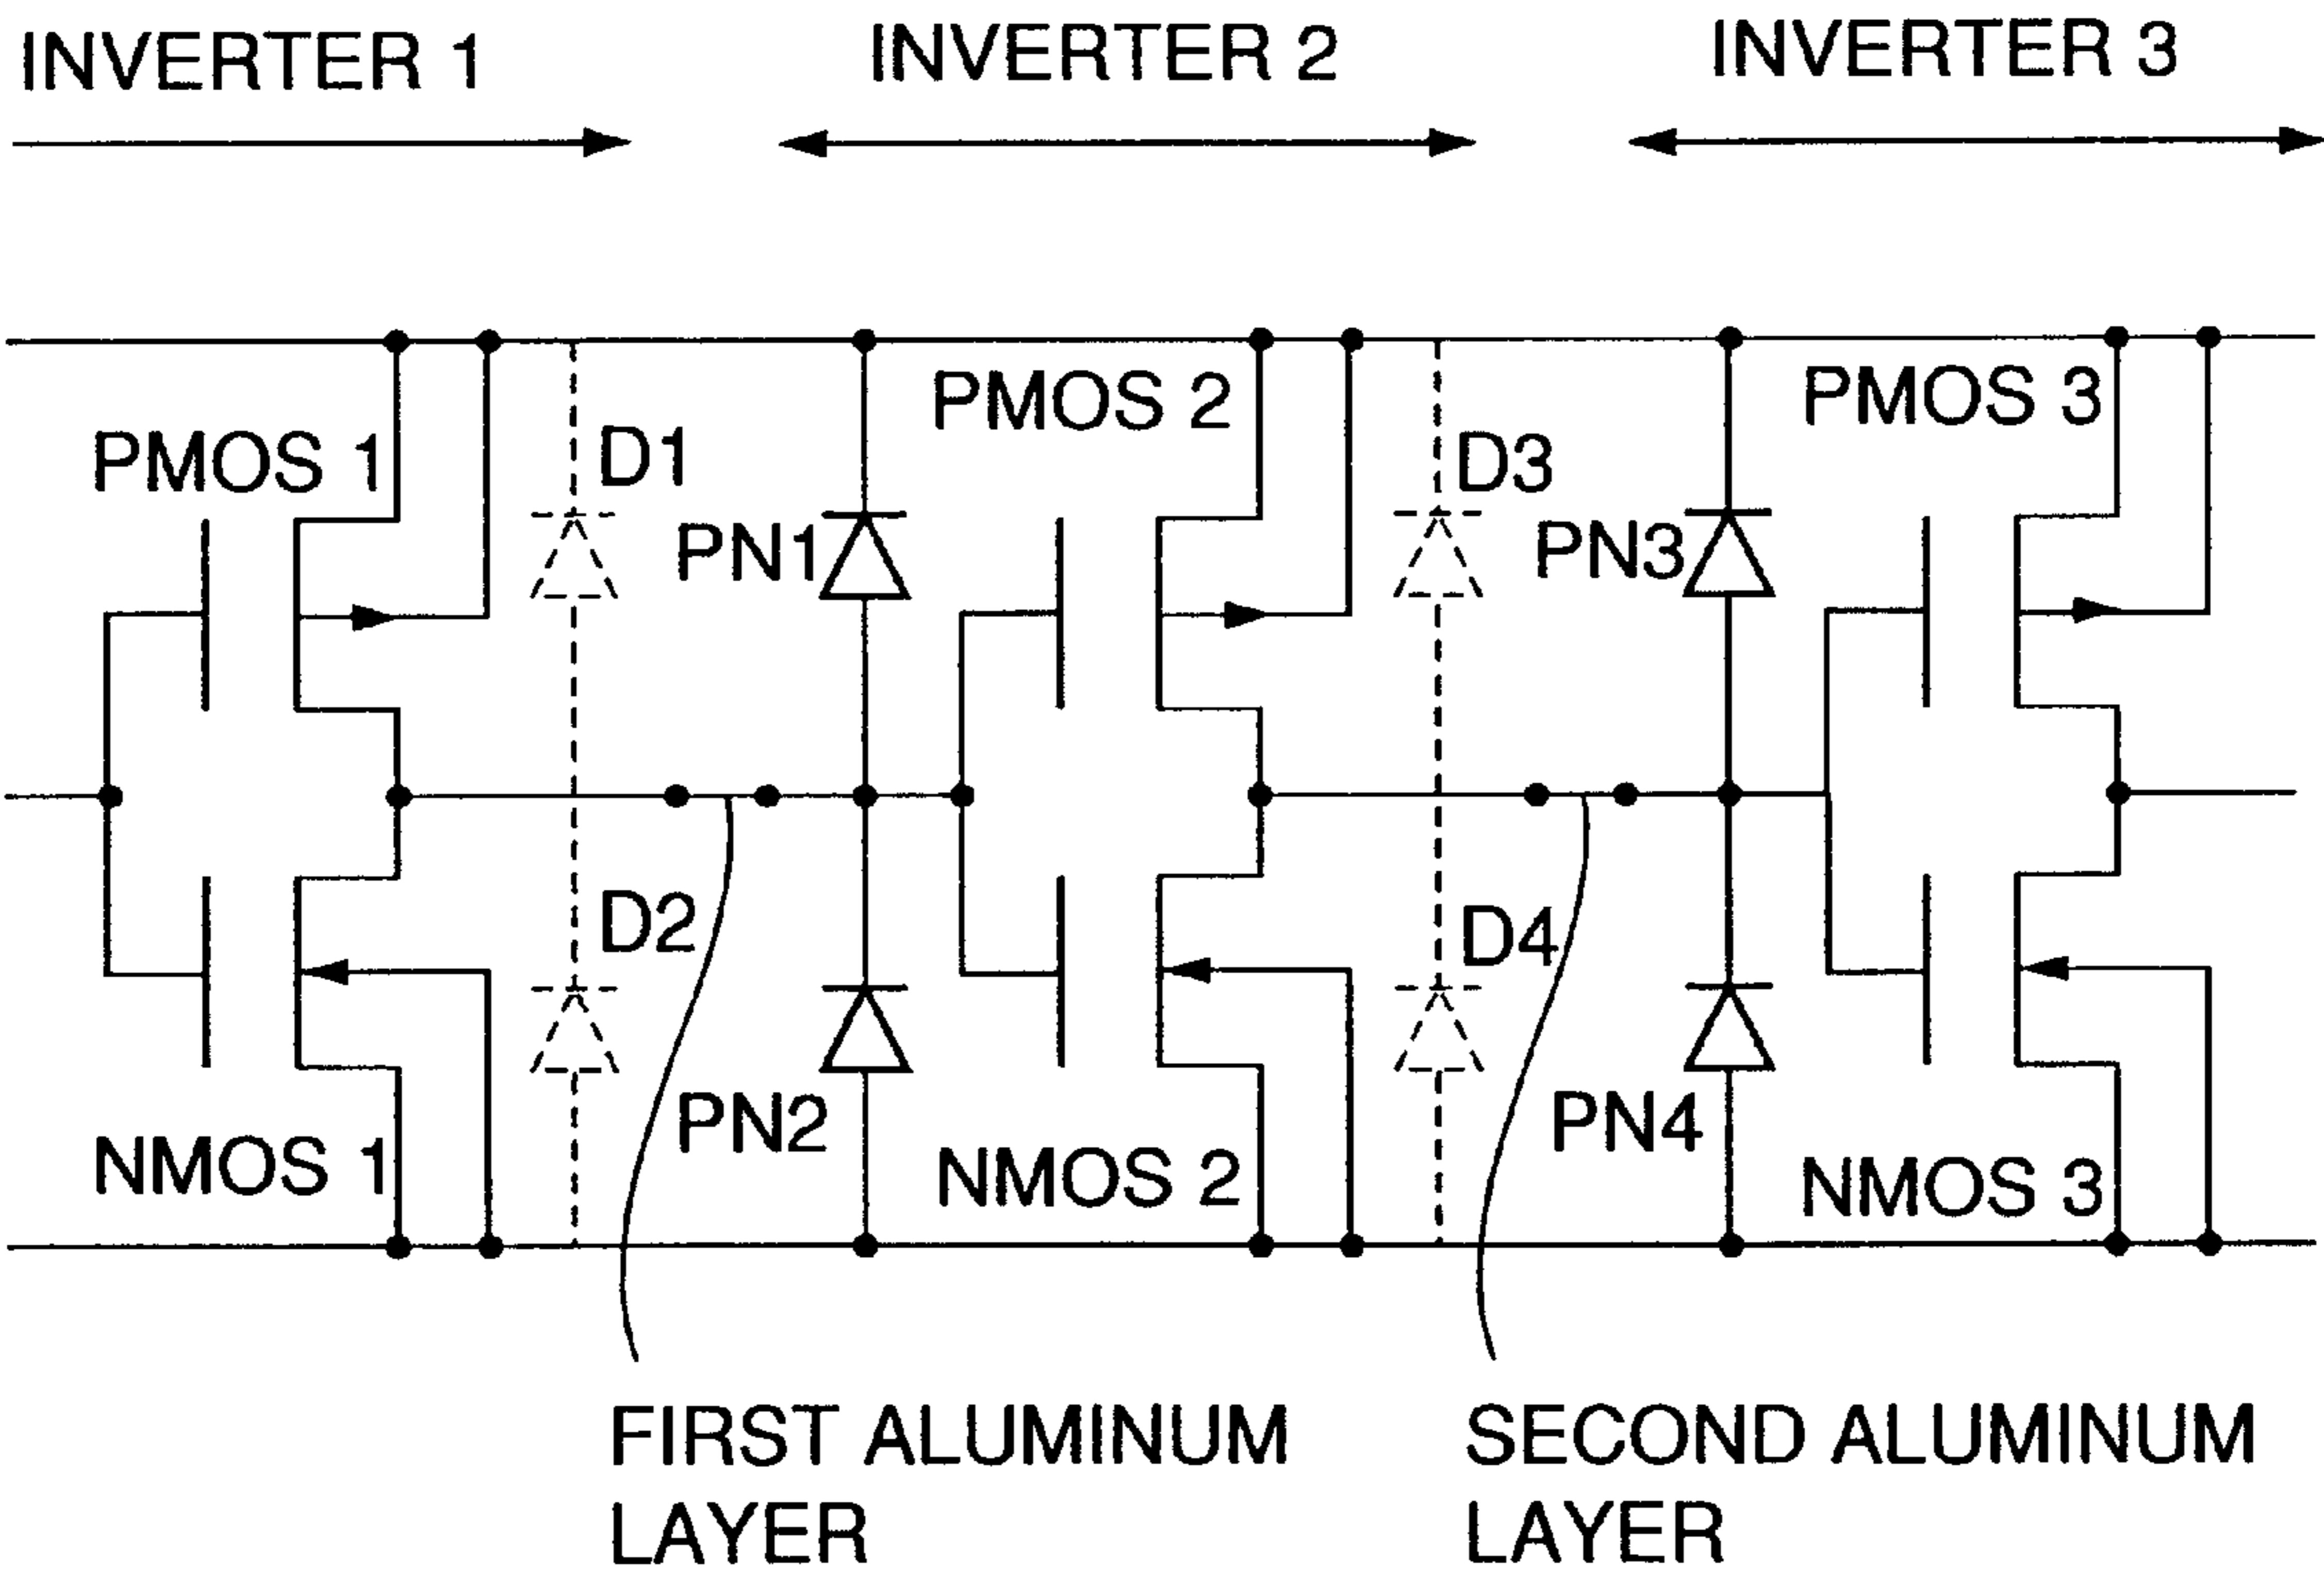 INVERTER 1
INVERTER 2
INVERTER 3
PMOS 1
D1
PN1
PMOS 2
D3
PN3
PMOS 3
D2
PN2
NMOS 1
NMOS 2
D4
PN4
NMOS 3
FIRST ALUMINUM
LAYER
SECOND ALUMINUM
LAYER